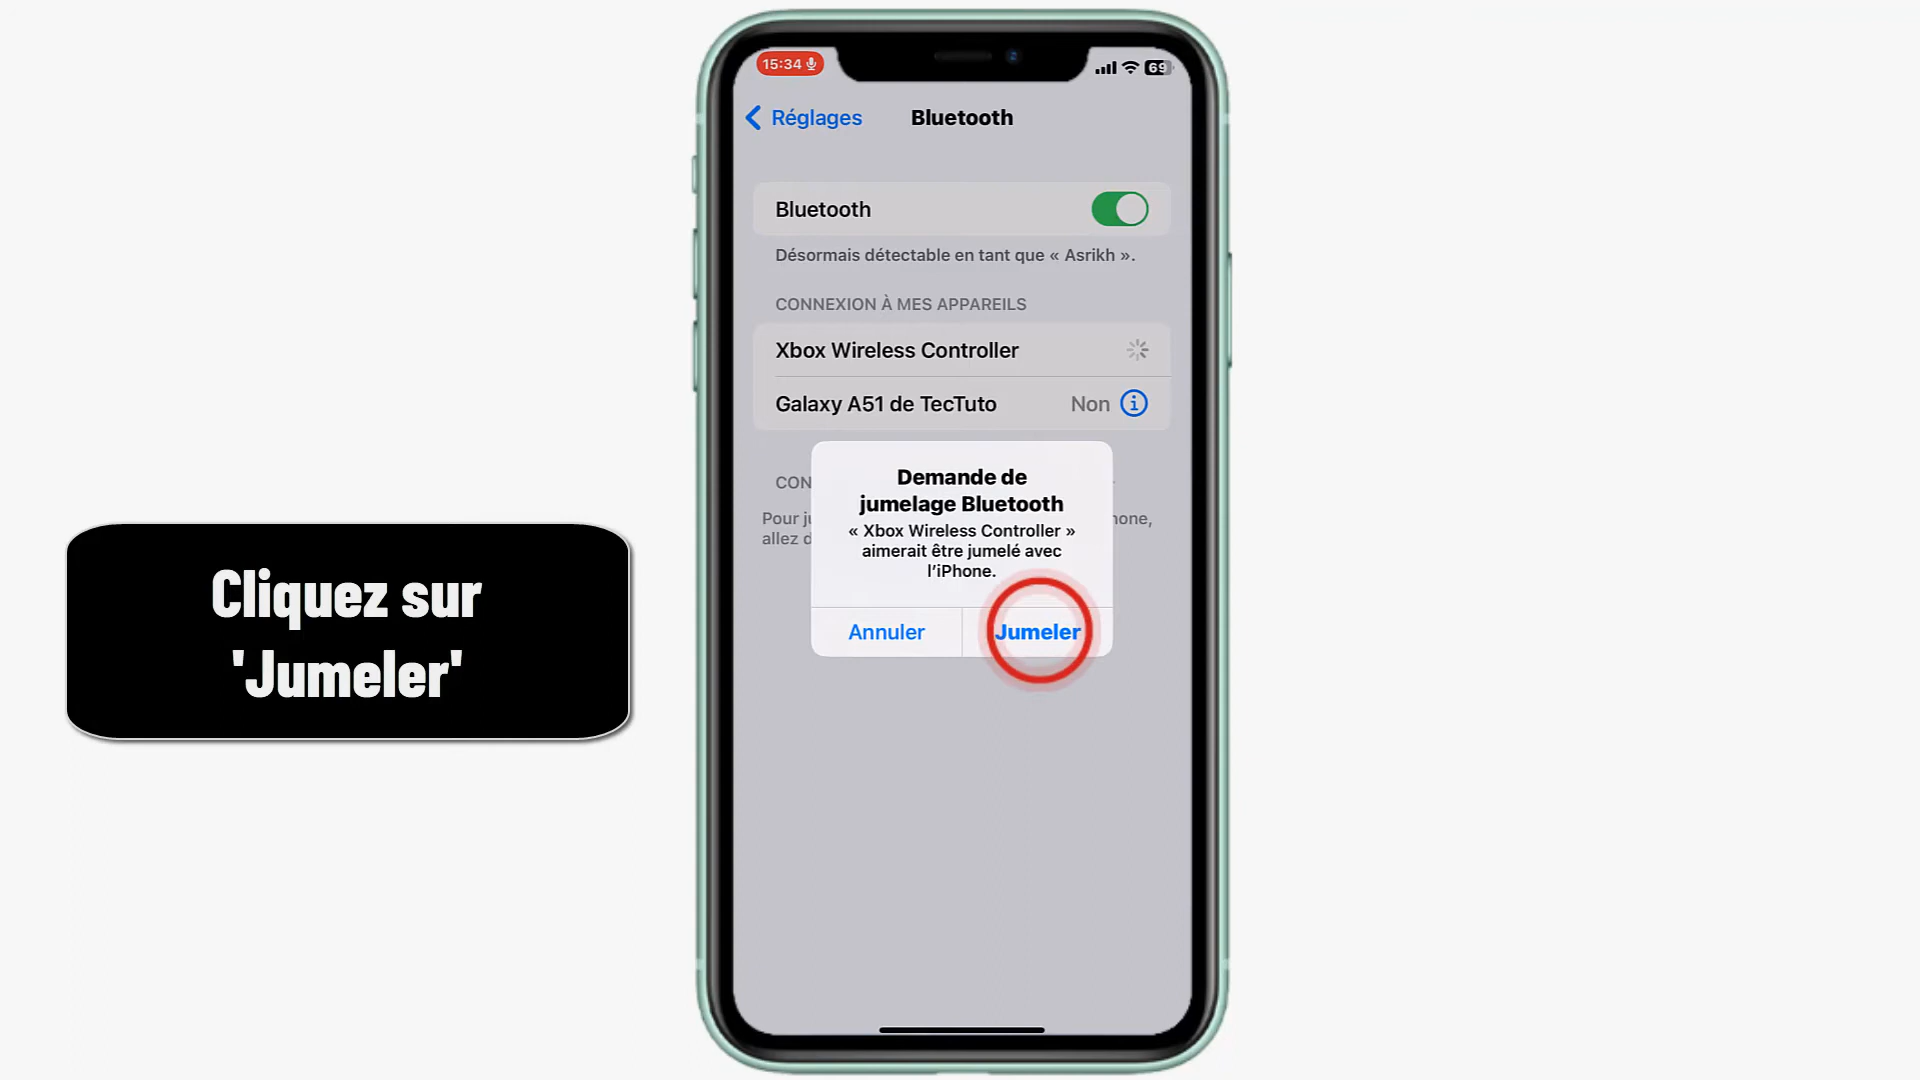 15:34
69
Réglages
Bluetooth
Bluetooth
Désormais détectable en tant que « Asrikh ».
CONNEXION À MES APPAREILS
Xbox Wireless Controller
Galaxy A51 de TecTuto Non
CON
Pour
allez d
Demande de
jumelage Bluetooth
« Xbox Wireless Controller »
aimerait être jumelé avec
l’iPhone.
Annuler
Jumeler
Cliquez sur
'Jumeler'